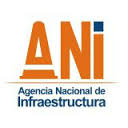 ANi
Agencia Nacional de
Infraestructura